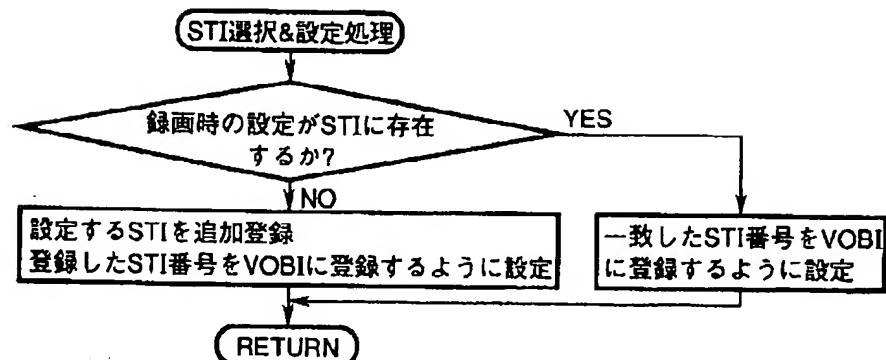 STI選択&設定処理
録画時の設定がSTIに存在
するか?
YES
NO
設定するSTIを追加登録
登録したSTI番号をVOBIに登録するように設定
一致したSTI番号をVOBI
に登録するように設定
RETURN